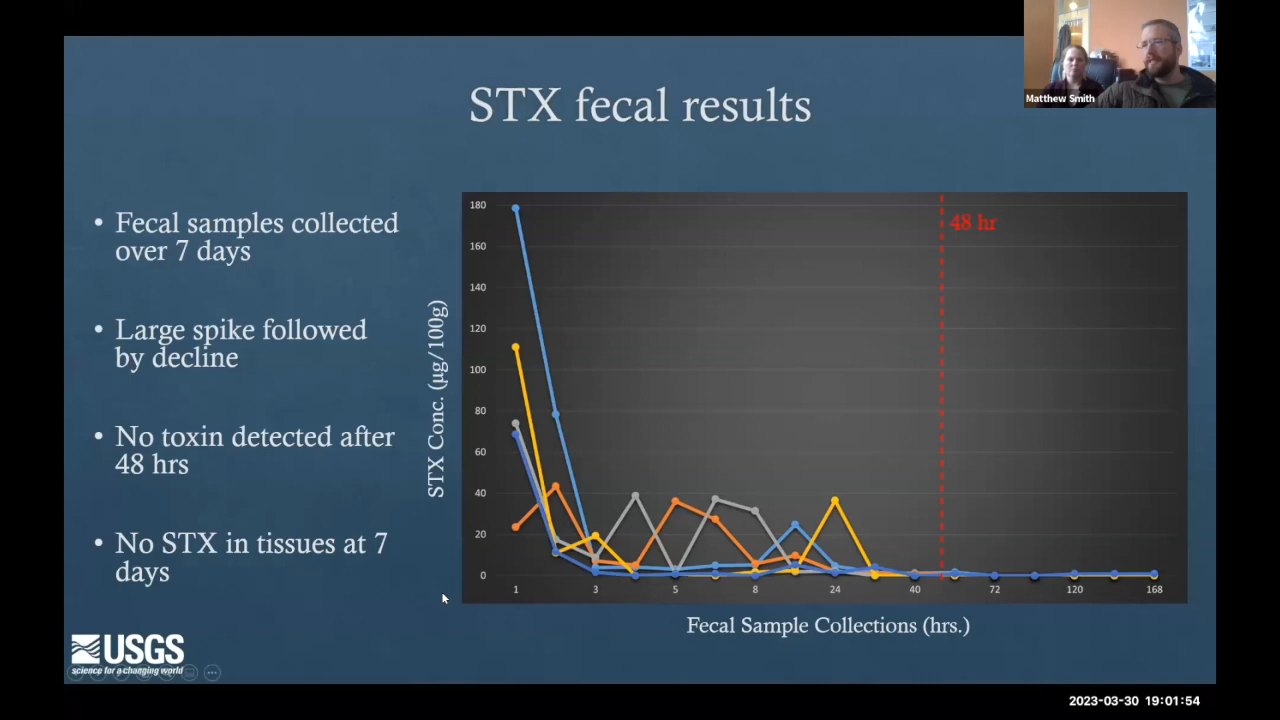 Matthew Smith
STX fecal results
• Fecal samples collected
over 7 days
• Large spike followed
by decline
• No toxin detected after
48 hrs
• No STX in tissues at 7
days
STX Conc. (µg/100g)
180
160
140
120
100
80
60
40
20
0
48 hr
1 3 5 8 24 40 72 120 168
Fecal Sample Collections (hrs.)
USGS
science for a changing world
2023-03-30 19:01:54